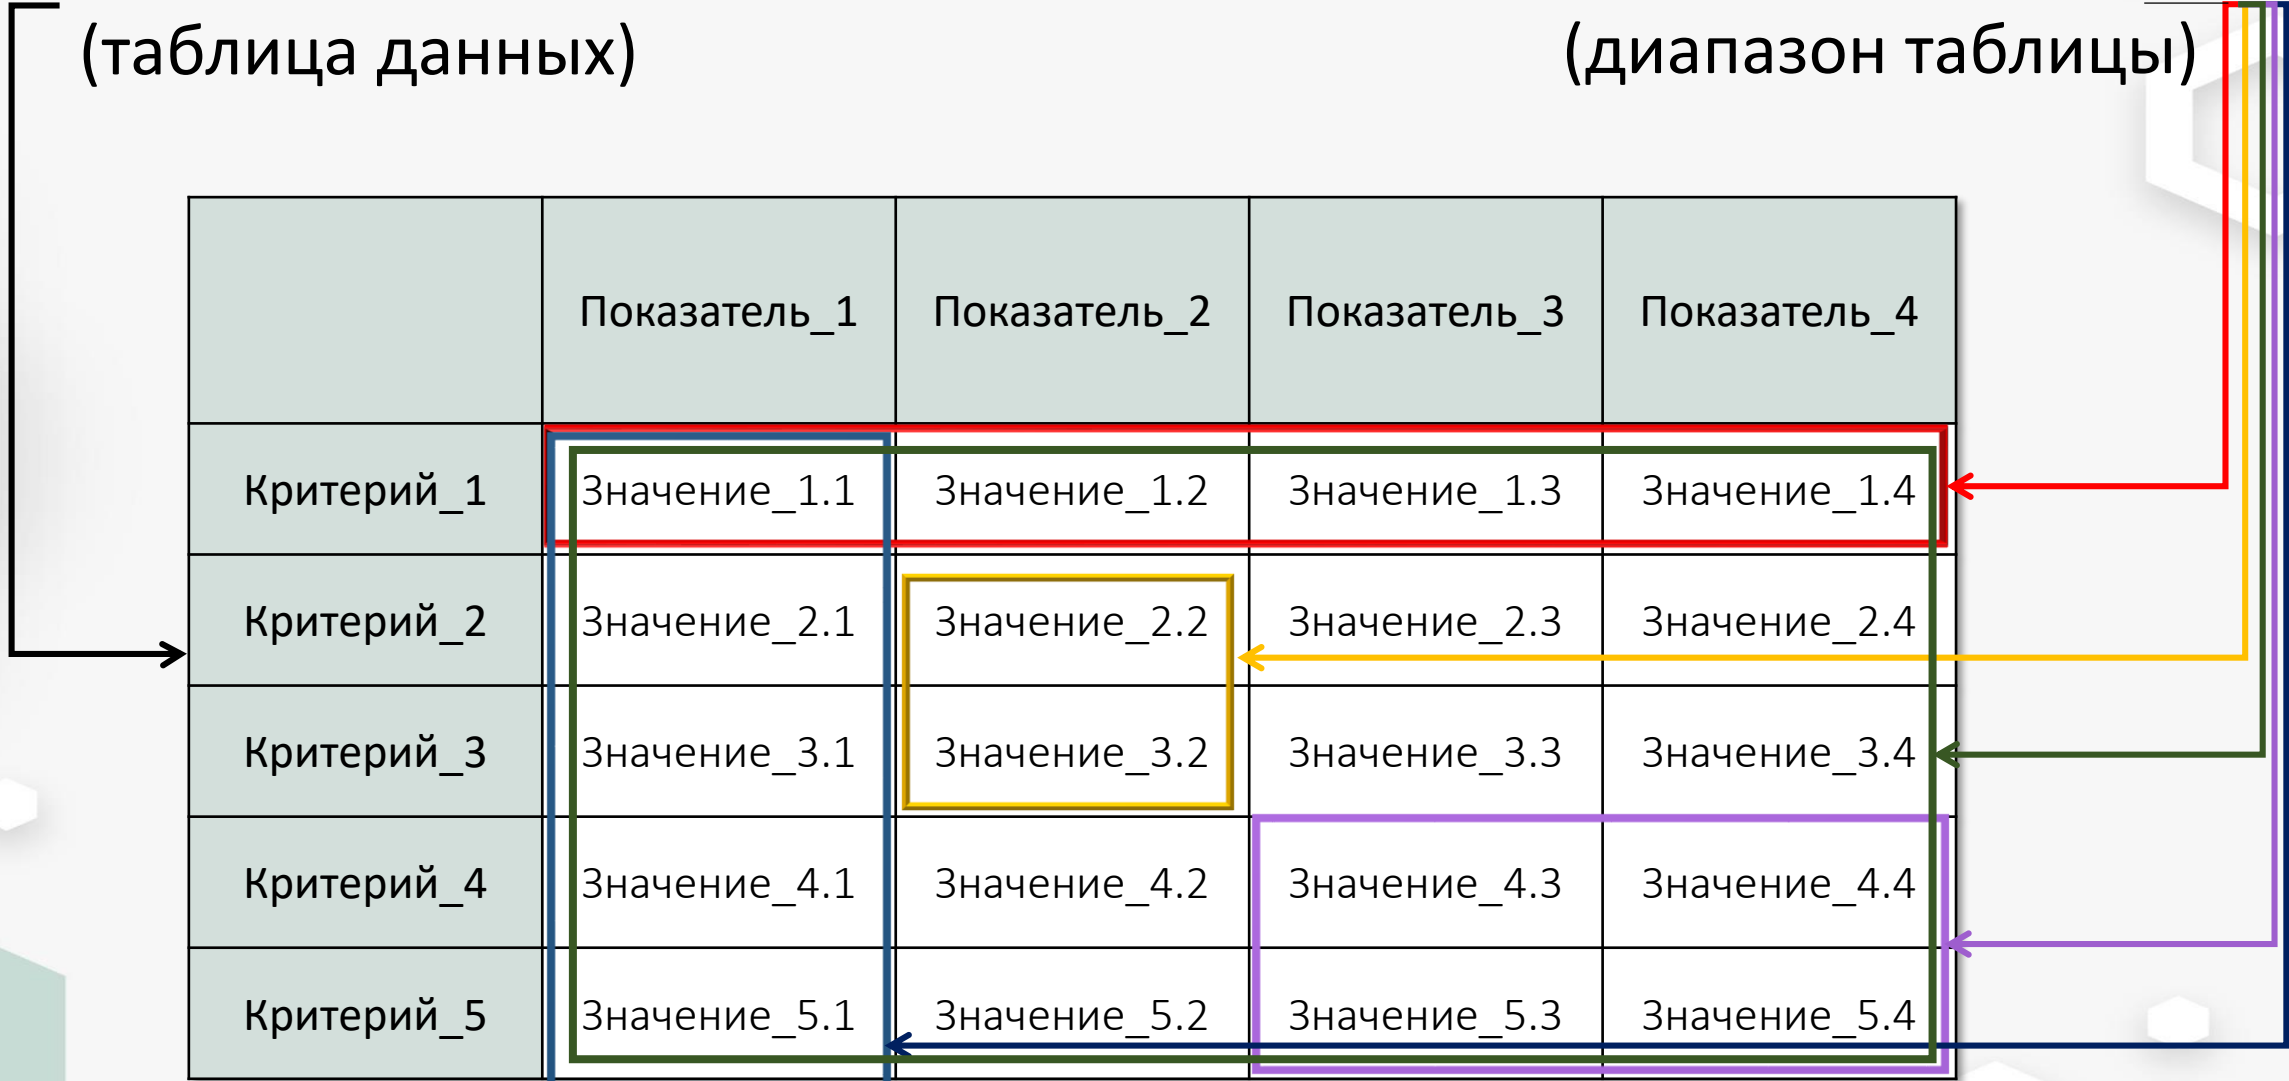 (таблица данных)
(диапазон таблицы)
Показатель_1 Показатель_2 Показатель_3 Показатель_4
Критерий_1 Значение_1.1 Значение_1.2 Значение_1.3 Значение_1.4
Критерий_2 Значение_2.1 Значение_2.2 Значение_2.3 Значение_2.4
Критерий_3 Значение_3.1 Значение_3.2 Значение_3.3 Значение_3.4
Критерий_4 Значение_4.1 Значение_4.2 Значение_4.3 Значение_4.4
Критерий_5 Значение_5.1 Значение_5.2 Значение_5.3 Значение_5.4